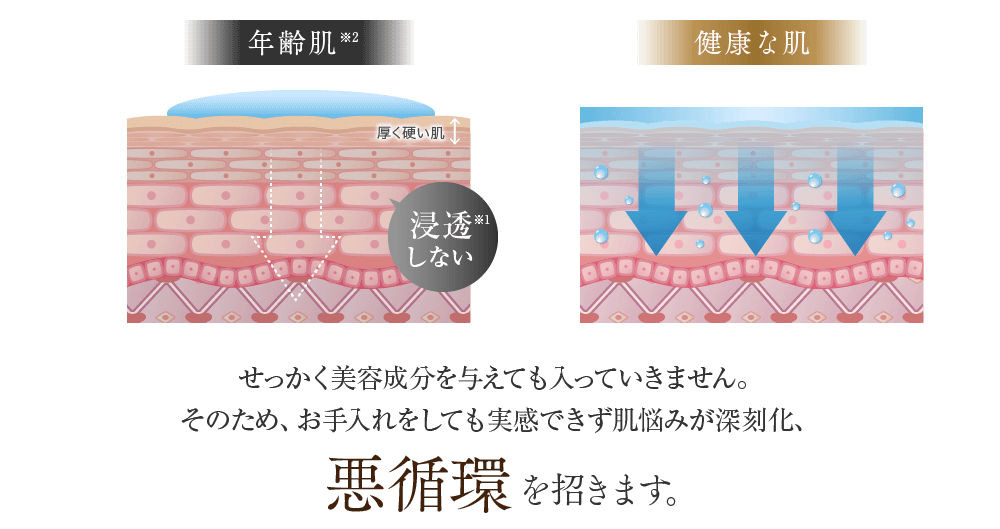 年齢肌※2
健康な肌
厚く硬い肌
浸透※1
しない
せっかく美容成分を与えても入っていきません。
そのため、お手入れをしても実感できず肌悩みが深刻化、
悪循環を招きます。